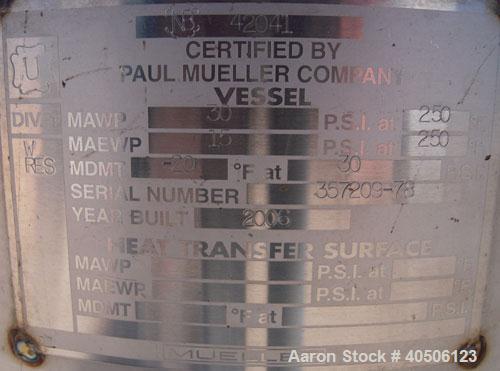 NB 42041
CERTIFIED BY
PAUL MUELLER COMPANY
VESSEL
U
DIV
W
RES
MAWP 30 P.S.I. at 250 °F
MAEWP 15 P.S.I. at 250 °F
MDMT -20 °F at 30 P.S.I.
SERIAL NUMBER 357209-78
YEAR BUILT 2006
HEAT TRANSFER SURFACE
MAWP P.S.I. at °F
MAEWP P.S.I. at °F
MDMT °F at P.S.I.
MUELLER
Aaron Stock # 40506123